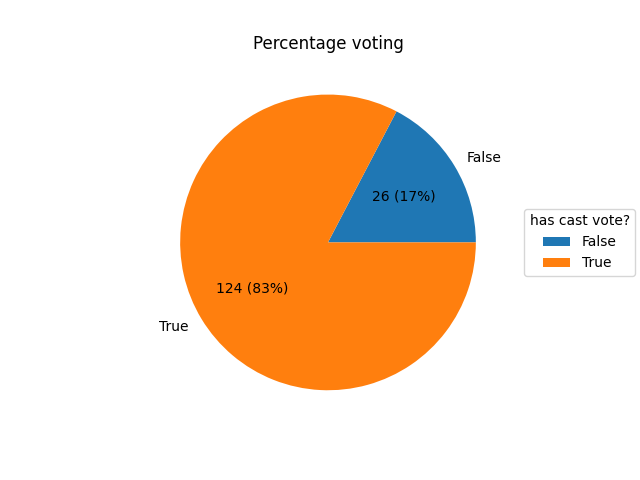 Percentage voting
False
26 (17%)
has cast vote?
False
True
124 (83%)
True